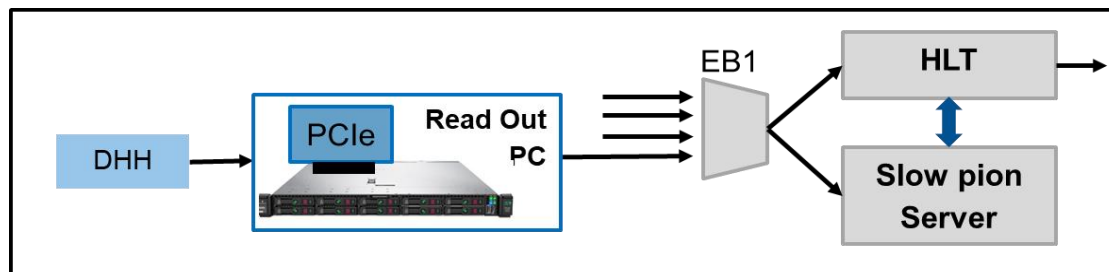 DHH
PCIe
Read Out
PC
EB1
HLT
Slow pion
Server